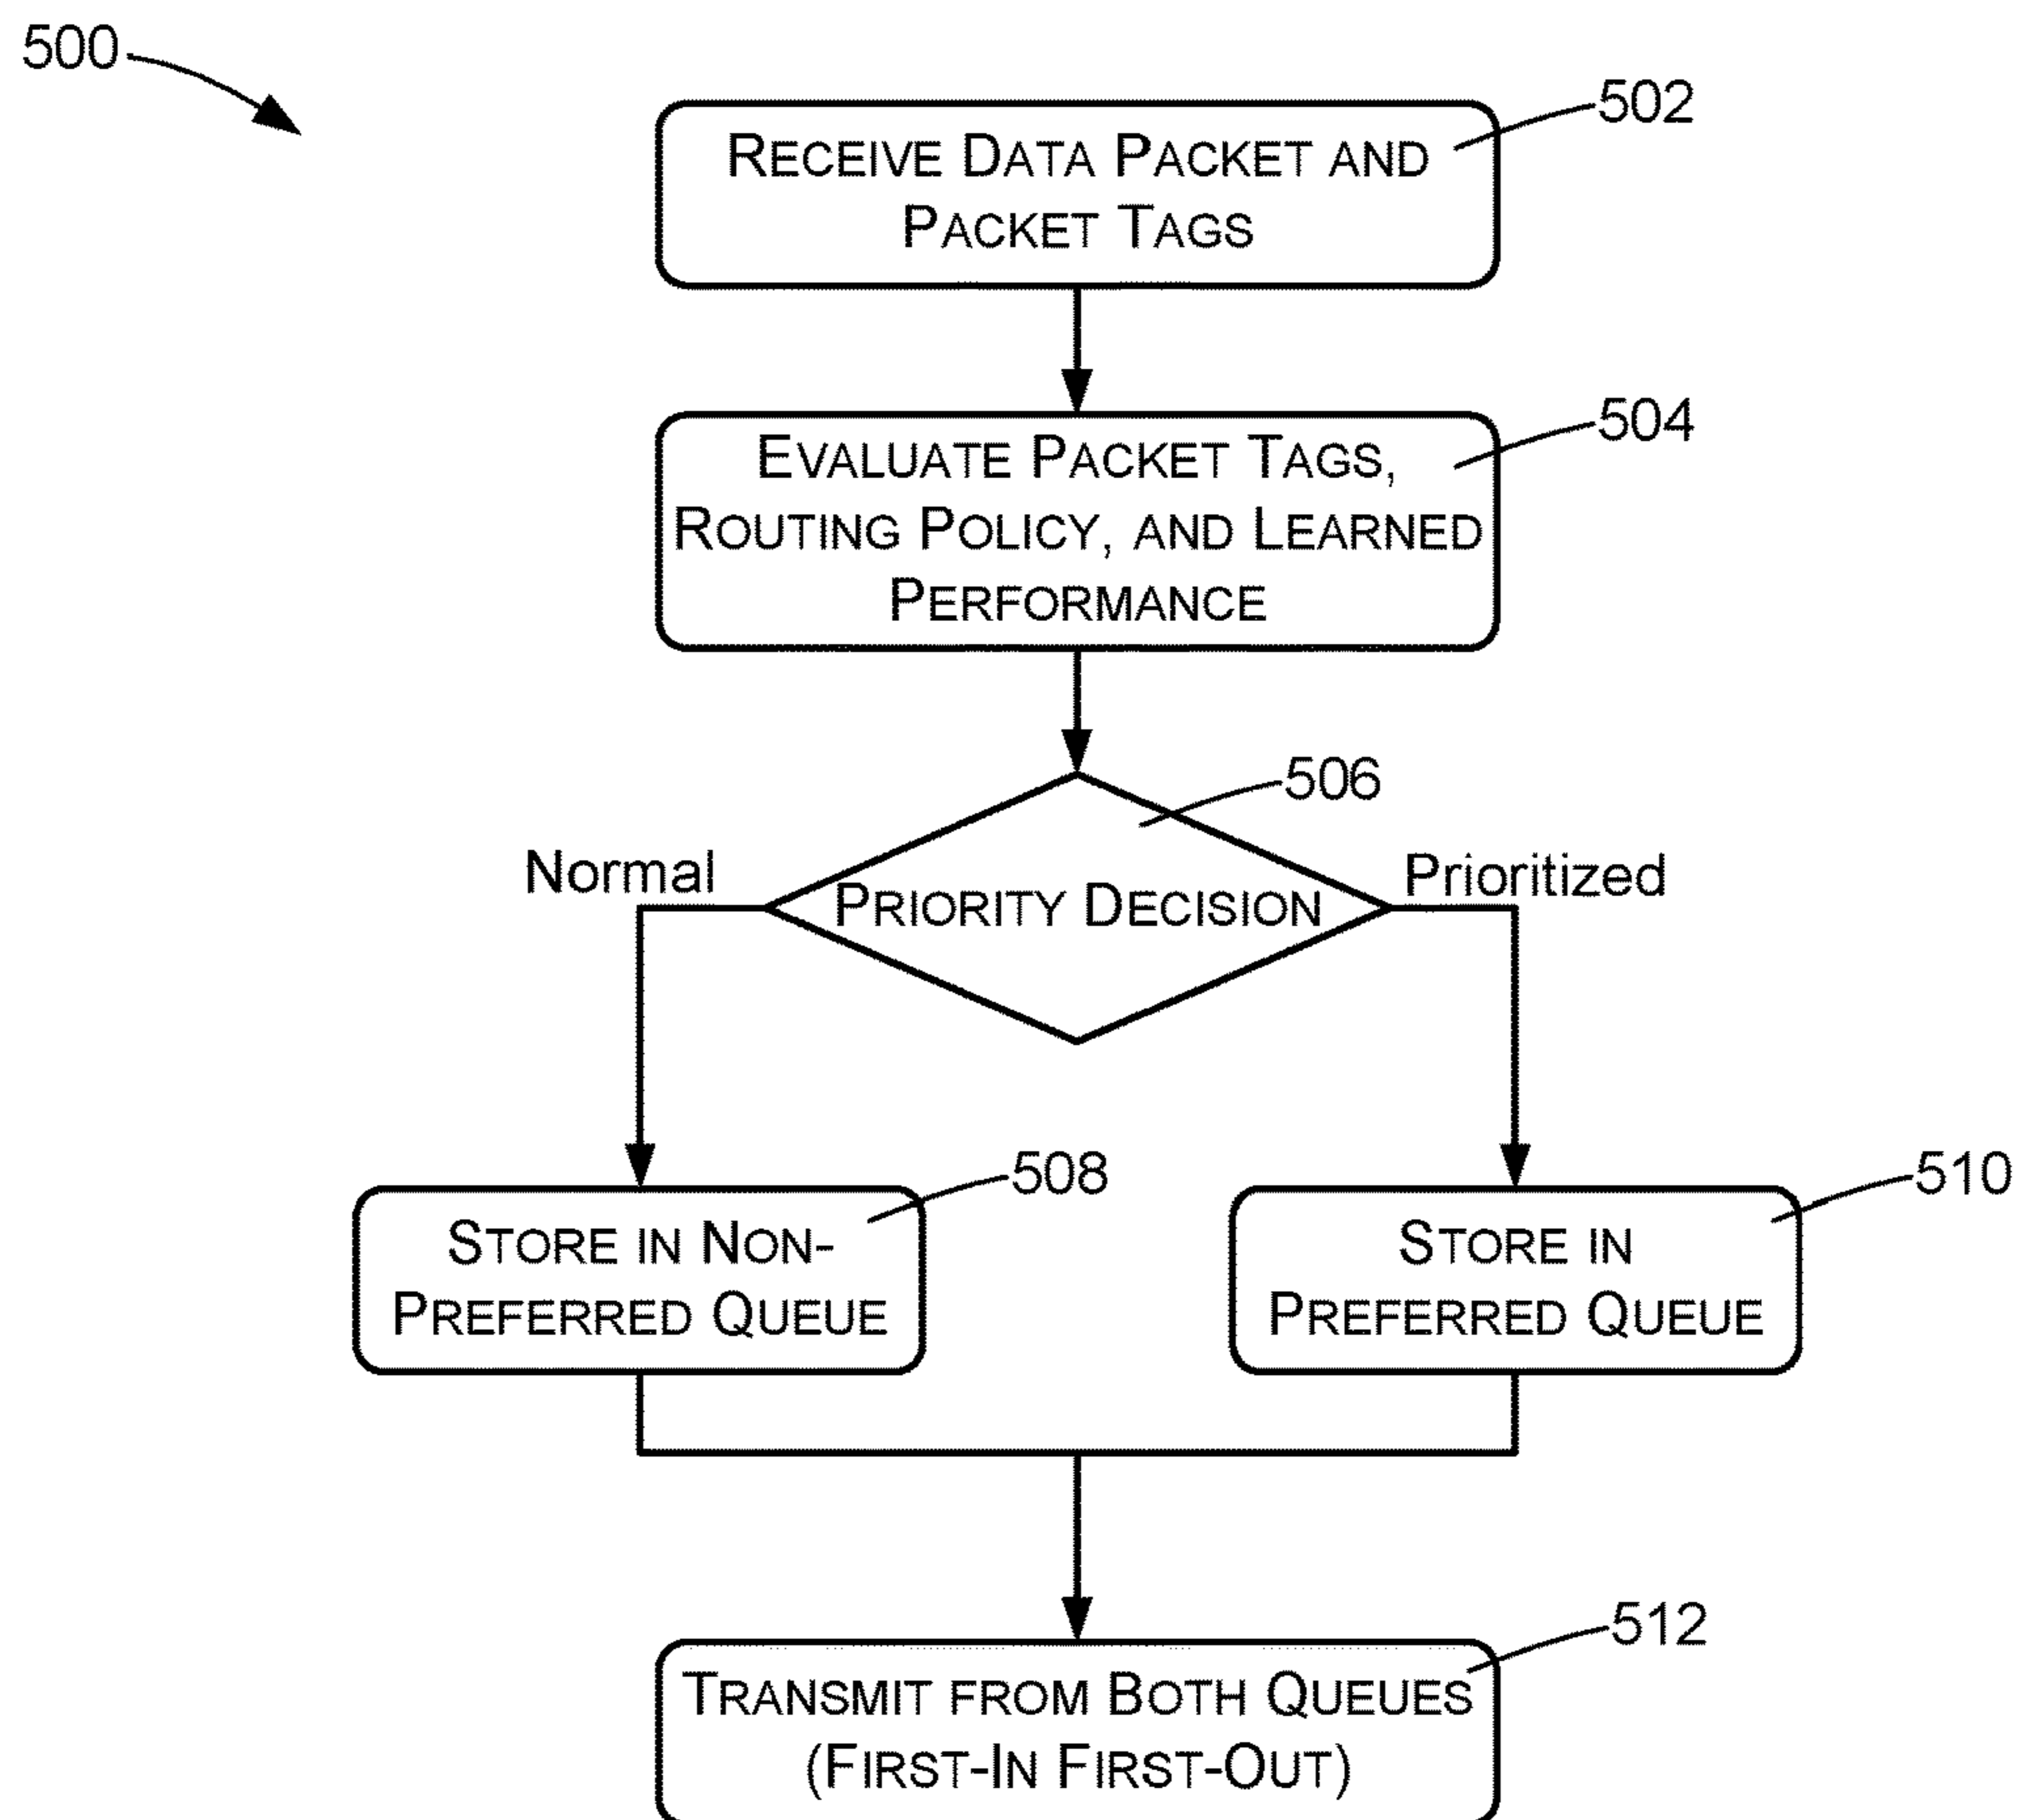 500
502
RECEIVE DATA PACKET AND
PACKET TAGS
504
EVALUATE PACKET TAGS,
ROUTING POLICY, AND LEARNED
PERFORMANCE
506
Normal
PRIORITY DECISION
Prioritized
508
STORE IN NON-
PREFERRED QUEUE
510
STORE IN
PREFERRED QUEUE
512
TRANSMIT FROM BOTH QUEUES
(FIRST-IN FIRST-OUT)